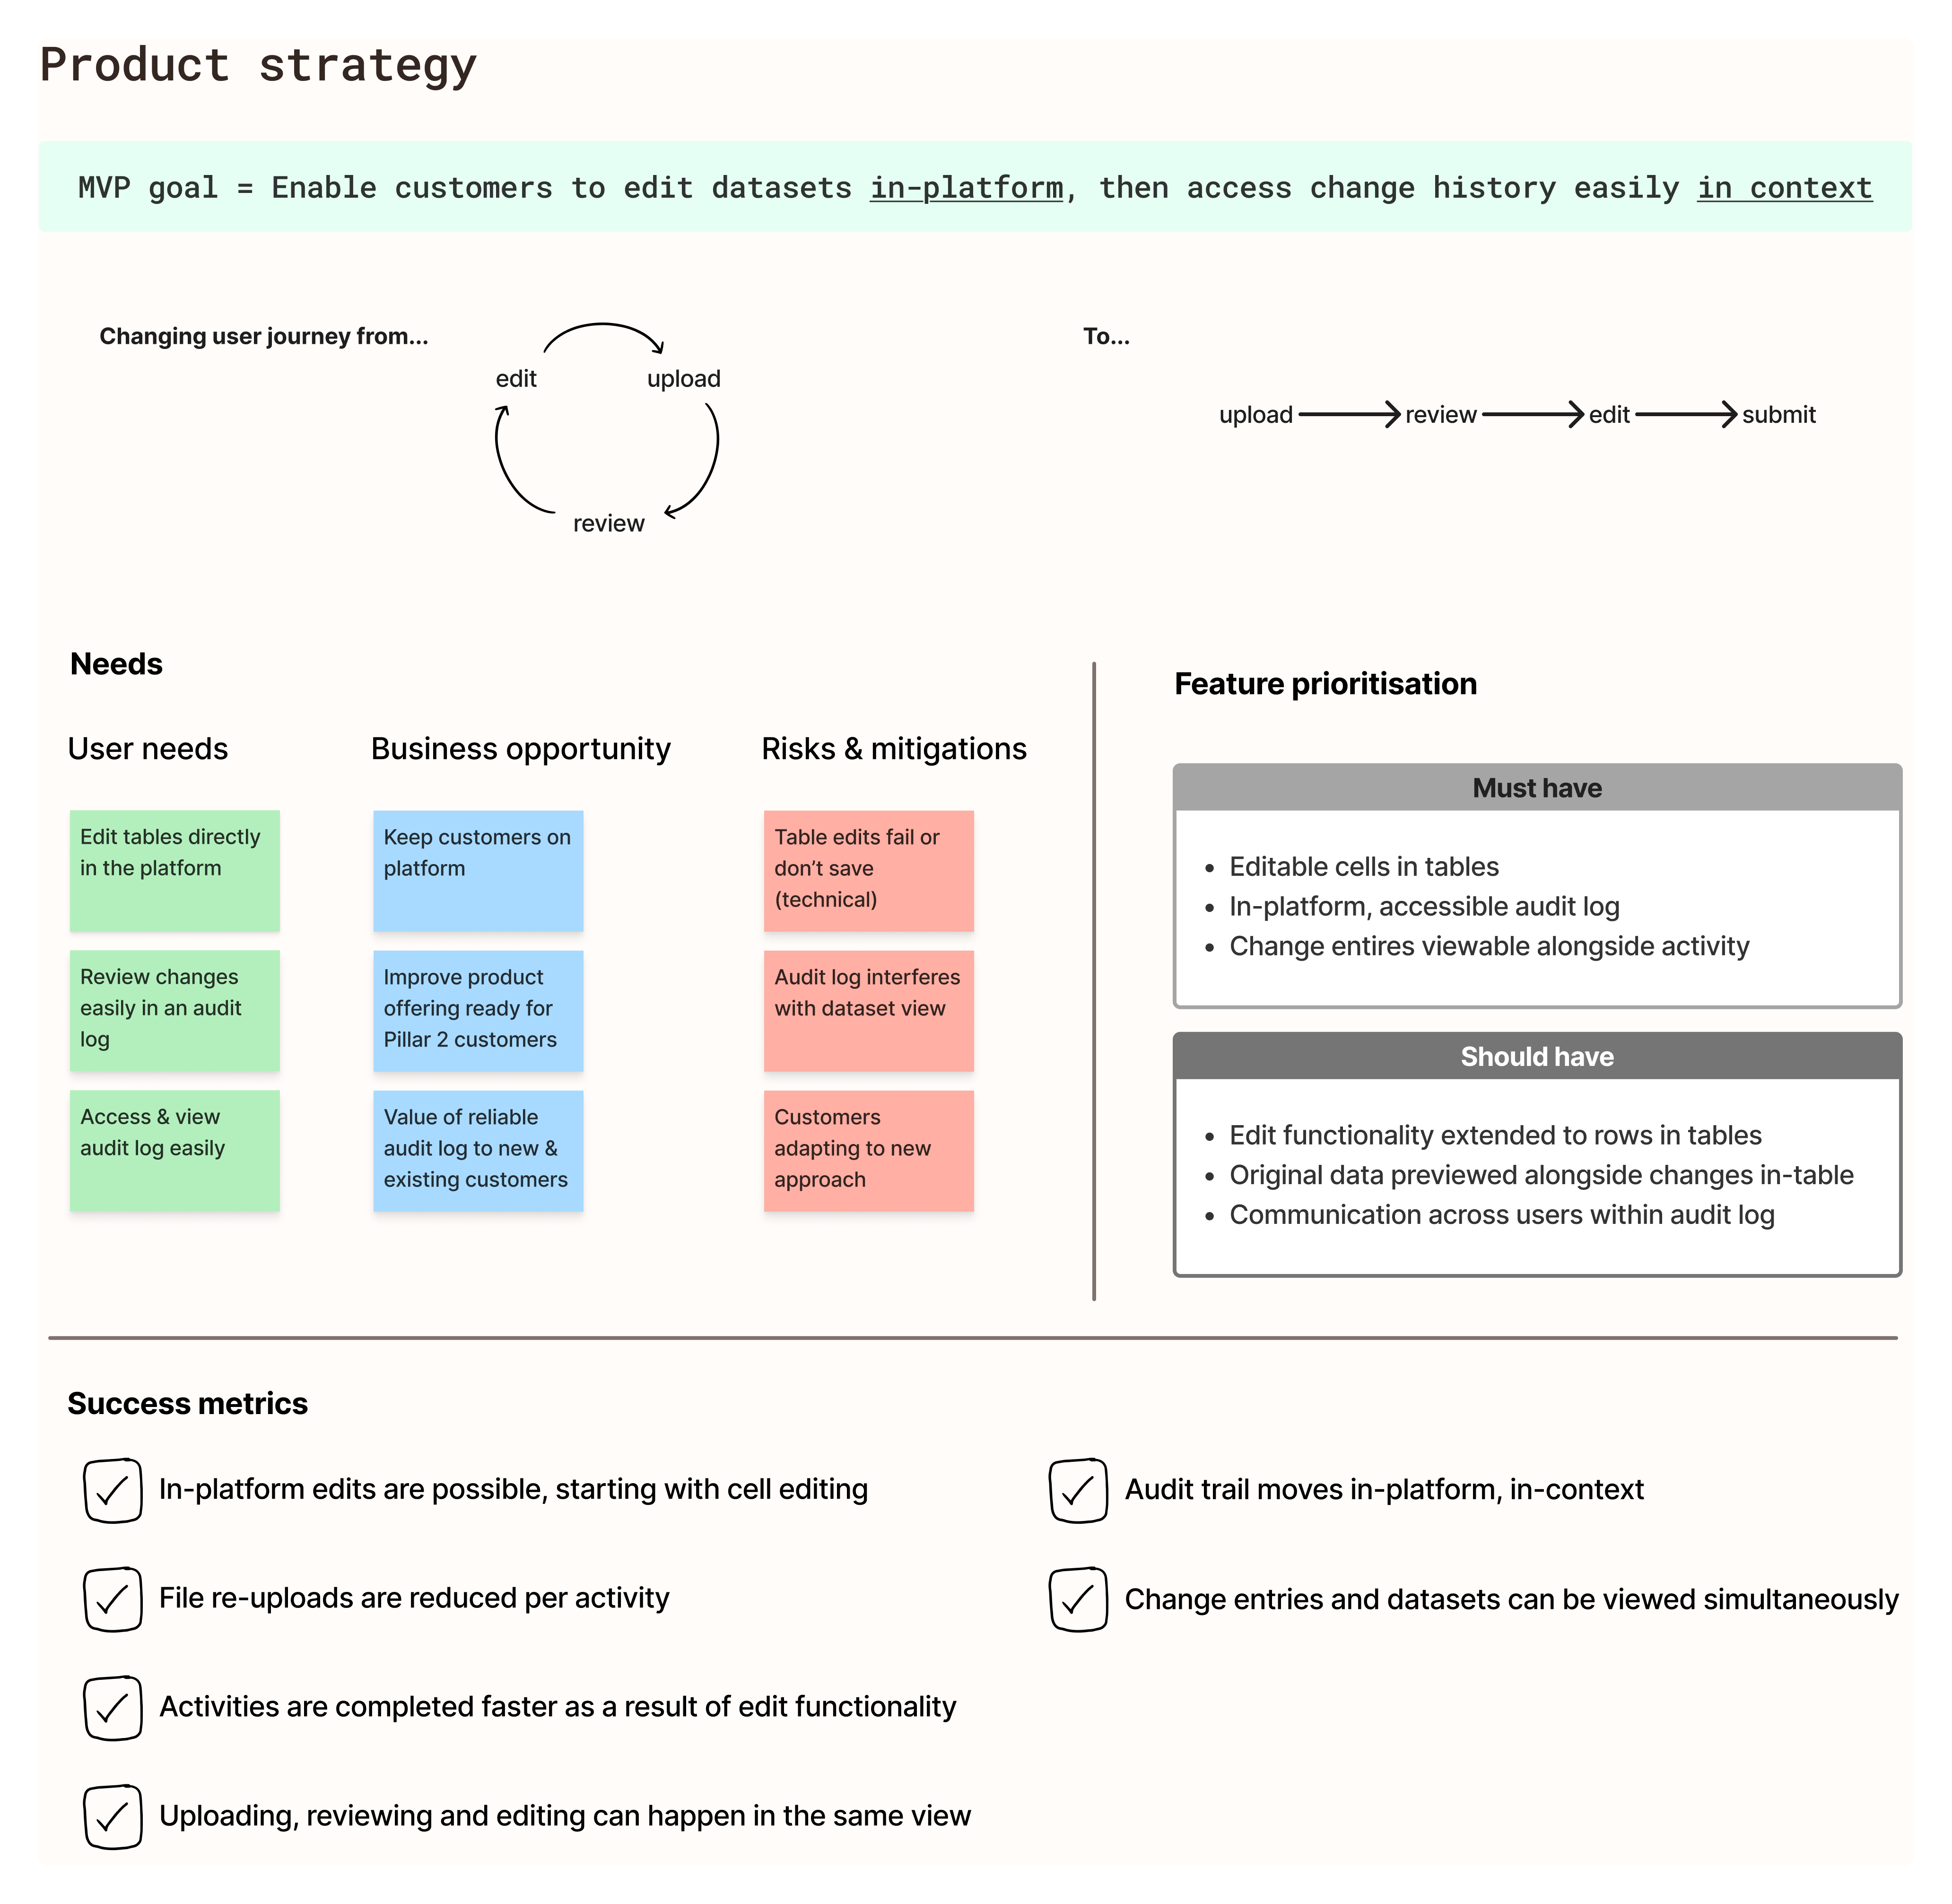 Product strategy
MVP goal = Enable customers to edit datasets in-platform, then access change history easily in context
Changing user journey from...
edit
upload
review
To...
upload
review
edit
submit
Needs
User needs
Edit tables directly
in the platform
Review changes
easily in an audit
log
Access & view
audit log easily
Business opportunity
Keep customers on
platform
Improve product
offering ready for
Pillar 2 customers
Value of reliable
audit log to new &
existing customers
Risks & mitigations
Table edits fail or
don’t save
(technical)
Audit log interferes
with dataset view
Customers
adapting to new
approach
Feature prioritisation
Must have
• Editable cells in tables
• In-platform, accessible audit log
• Change entires viewable alongside activity
Should have
• Edit functionality extended to rows in tables
• Original data previewed alongside changes in-table
• Communication across users within audit log
Success metrics
In-platform edits are possible, starting with cell editing
File re-uploads are reduced per activity
Activities are completed faster as a result of edit functionality
Uploading, reviewing and editing can happen in the same view
Audit trail moves in-platform, in-context
Change entries and datasets can be viewed simultaneously